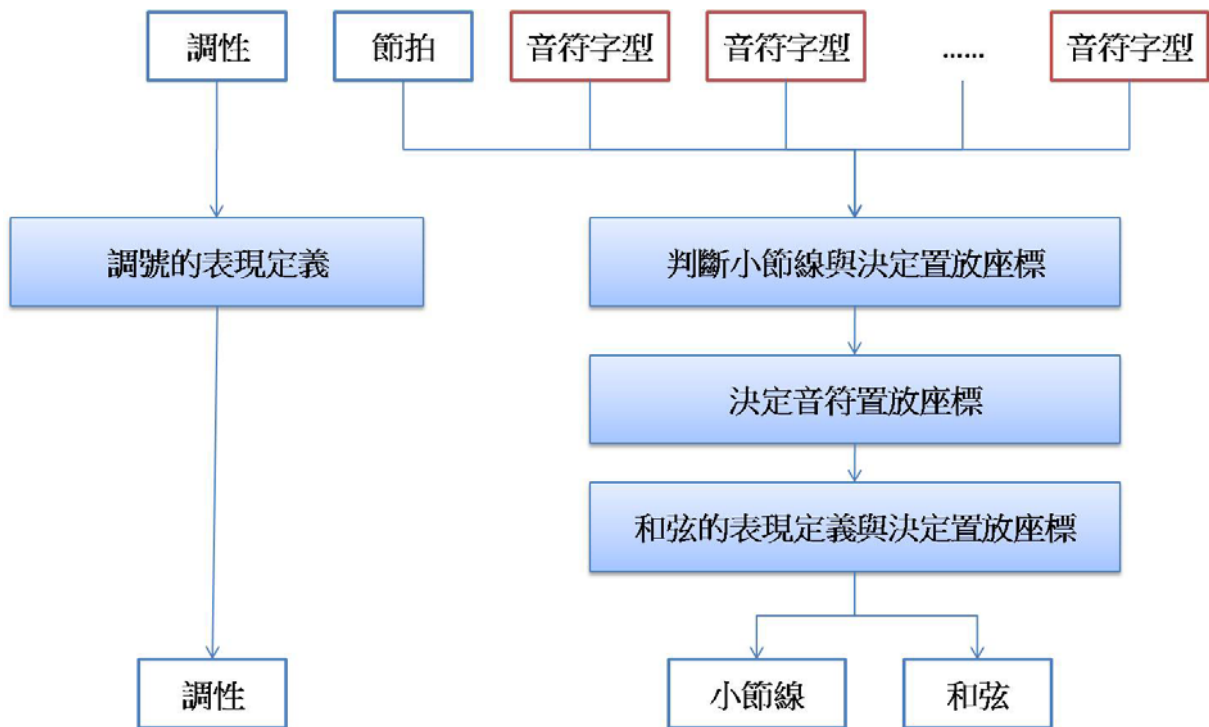 調性
節拍
音符字型
音符字型
......
音符字型
調號的表現定義
判斷小節線與決定置放座標
決定音符置放座標
和弦的表現定義與決定置放座標
調性
小節線
和弦